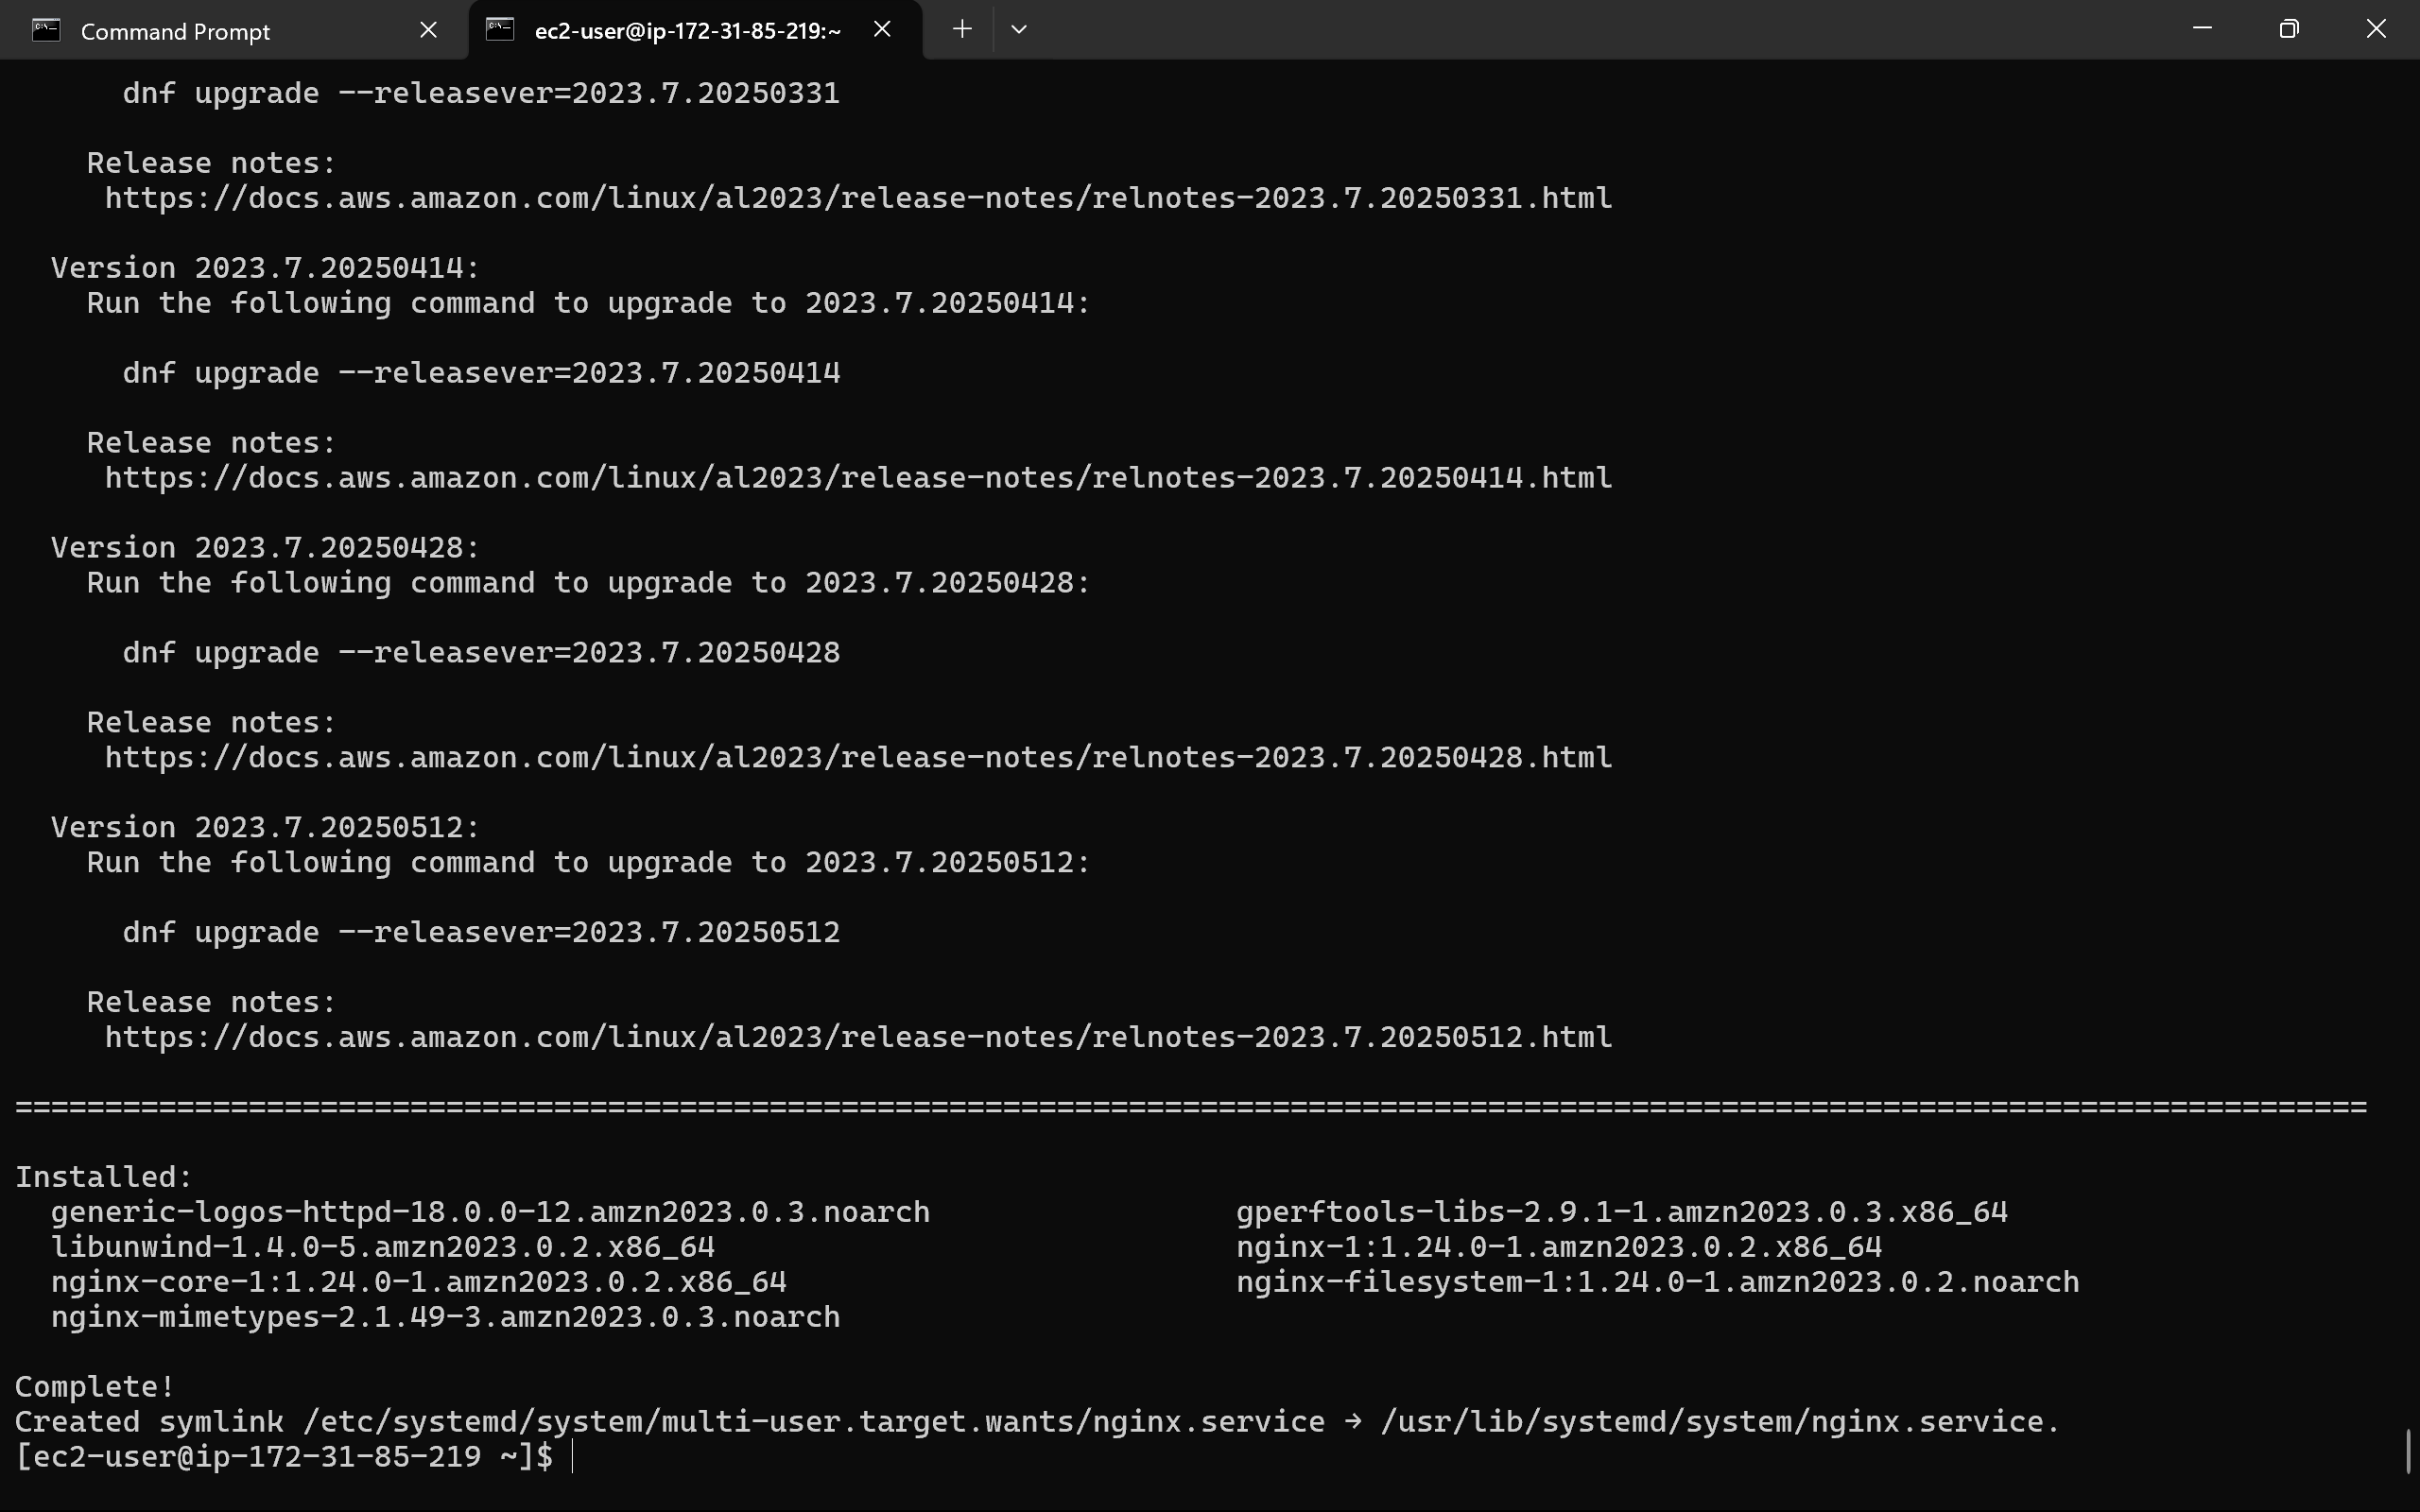 Command Prompt
ec2-user@ip-172-31-85-219:~
dnf upgrade --releasever=2023.7.20250331
Release notes:
https://docs.aws.amazon.com/linux/al2023/release-notes/relnotes-2023.7.20250331.html
Version 2023.7.20250414:
Run the following command to upgrade to 2023.7.20250414:
dnf upgrade --releasever=2023.7.20250414
Release notes:
https://docs.aws.amazon.com/linux/al2023/release-notes/relnotes-2023.7.20250414.html
Version 2023.7.20250428:
Run the following command to upgrade to 2023.7.20250428:
dnf upgrade --releasever=2023.7.20250428
Release notes:
https://docs.aws.amazon.com/linux/al2023/release-notes/relnotes-2023.7.20250428.html
Version 2023.7.20250512:
Run the following command to upgrade to 2023.7.20250512:
dnf upgrade --releasever=2023.7.20250512
Release notes:
https://docs.aws.amazon.com/linux/al2023/release-notes/relnotes-2023.7.20250512.html
===================================================================================================================================
Installed:
generic-logos-httpd-18.0.0-12.amzn2023.0.3.noarch gperftools-libs-2.9.1-1.amzn2023.0.3.x86_64
libunwind-1.4.0-5.amzn2023.0.2.x86_64 nginx-1:1.24.0-1.amzn2023.0.2.x86_64
nginx-core-1:1.24.0-1.amzn2023.0.2.x86_64 nginx-filesystem-1:1.24.0-1.amzn2023.0.2.noarch
nginx-mimetypes-2.1.49-3.amzn2023.0.3.noarch
Complete!
Created symlink /etc/systemd/system/multi-user.target.wants/nginx.service → /usr/lib/systemd/system/nginx.service.
[ec2-user@ip-172-31-85-219 ~]$